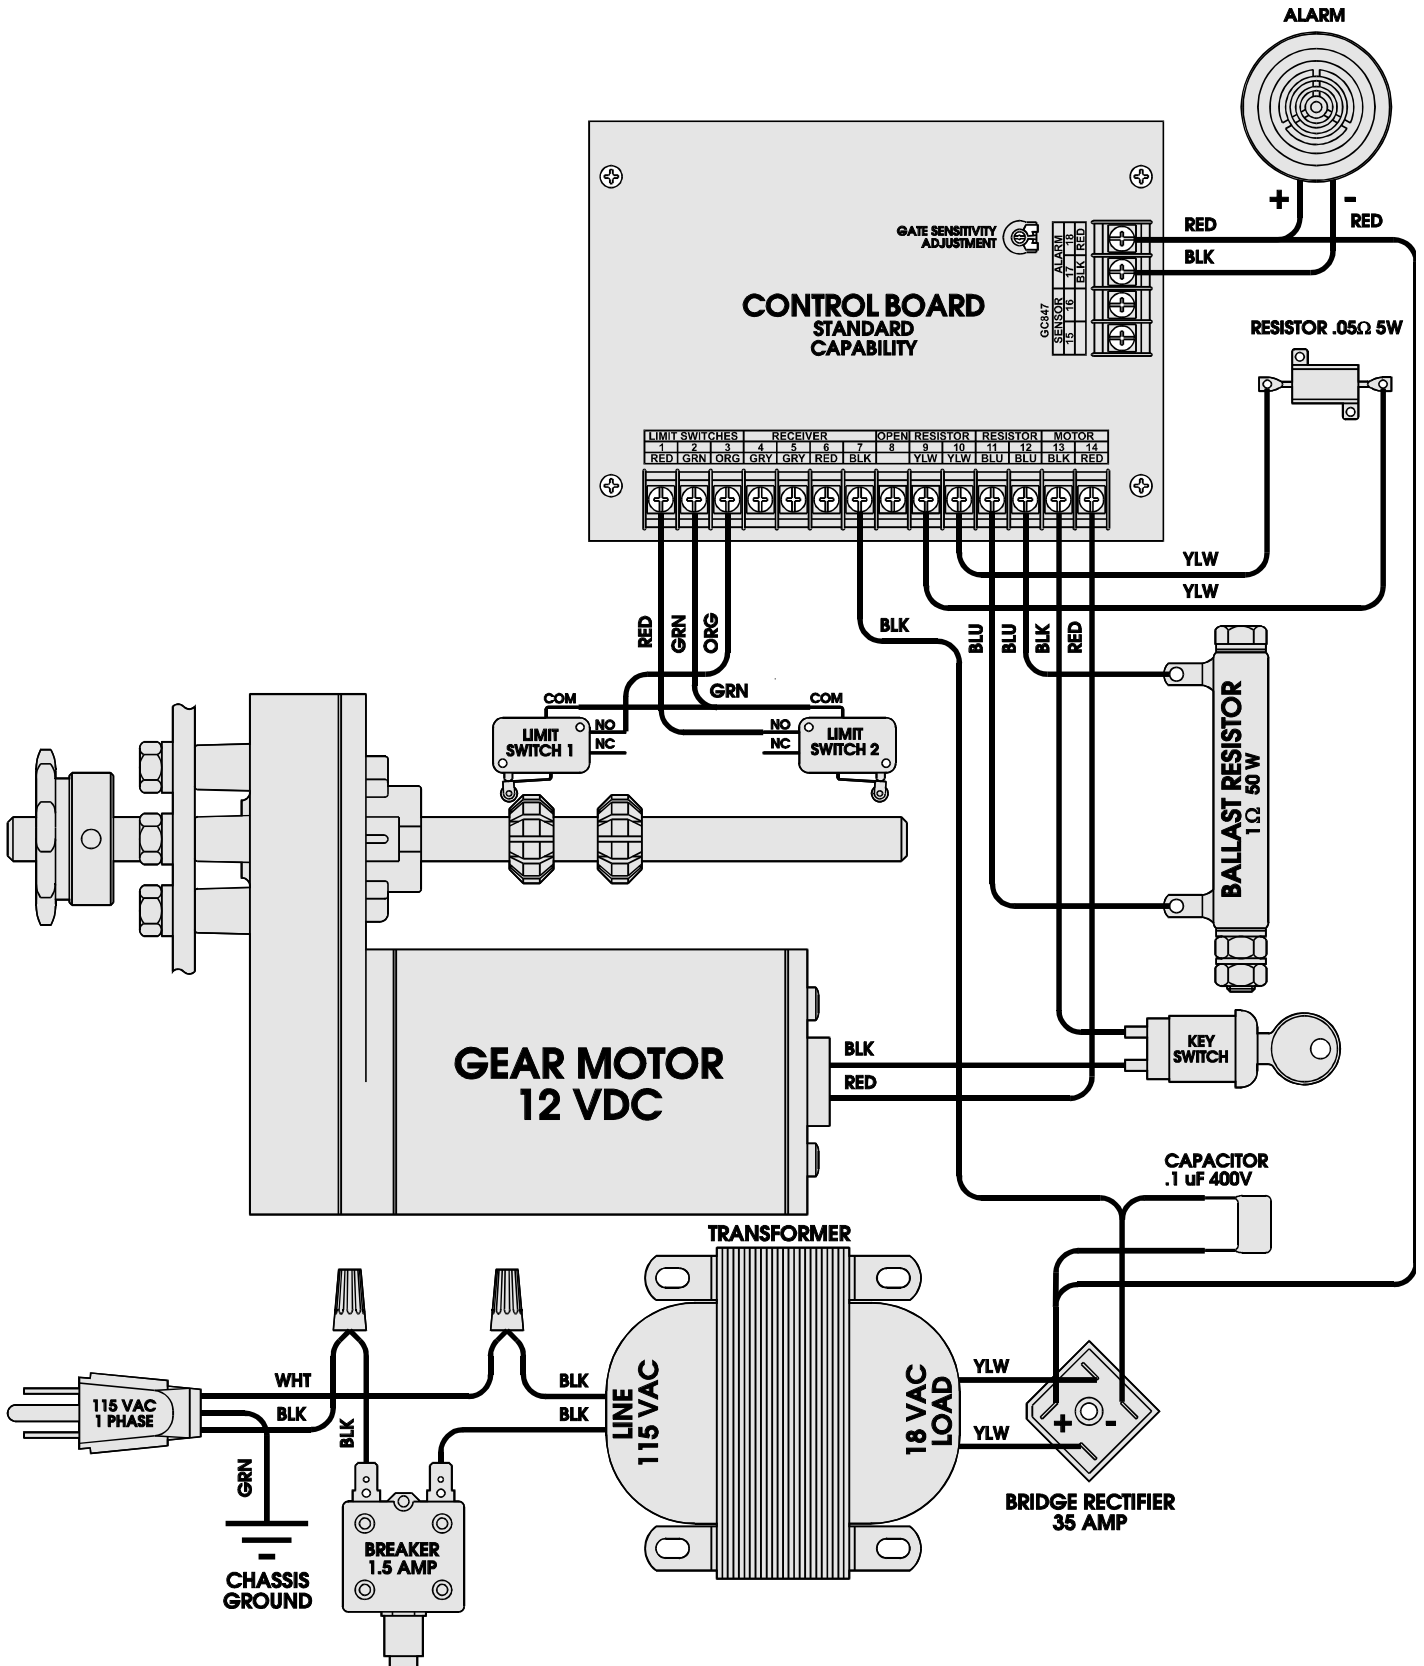 ALARM
+ -
RED
RED
BLK
GATE SENSITIVITY
ADJUSTMENT
GC847
SENSOR ALARM
15 16 17 18
BLK RED
CONTROL BOARD
STANDARD
CAPABILITY
RESISTOR .05Ω 5W
LIMIT SWITCHES RECEIVER OPEN RESISTOR RESISTOR MOTOR
1 2 3 4 5 6 7 8 9 10 11 12 13 14
RED GRN ORG GRY GRY RED BLK YLW YLW BLU BLU BLK RED
YLW
YLW
RED
GRN
ORG
BLK
BLU
BLU
BLK
RED
GRN
COM
COM
NO
NC
NO
NC
LIMIT
SWITCH 1
LIMIT
SWITCH 2
BALLAST RESISTOR
1Ω 50 W
KEY
SWITCH
GEAR MOTOR
12 VDC
BLK
RED
CAPACITOR
.1 uF 400V
TRANSFORMER
LINE
115 VAC
18 VAC
LOAD
YLW
YLW
+ -
BRIDGE RECTIFIER
35 AMP
115 VAC
1 PHASE
WHT
BLK
BLK
BLK
BLK
GRN
CHASSIS
GROUND
BREAKER
1.5 AMP